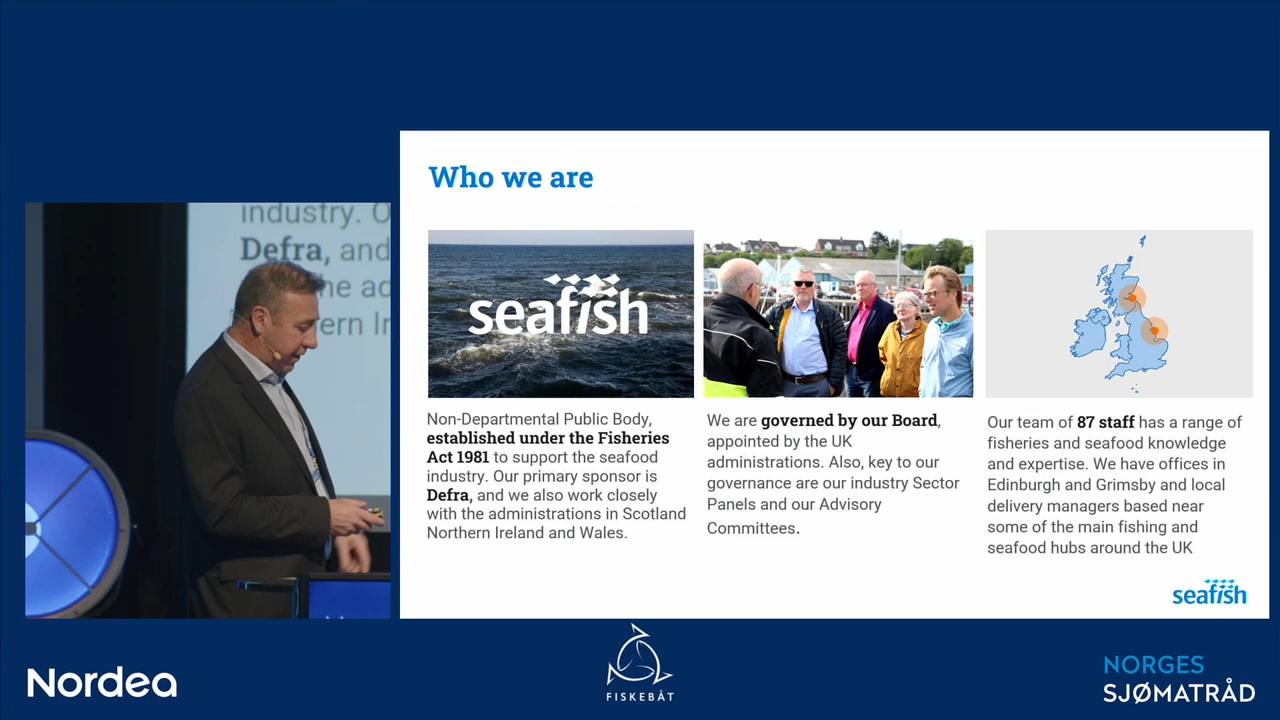 Who we are
seafish
Non-Departmental Public Body,
established under the Fisheries
Act 1981 to support the seafood
industry. Our primary sponsor is
Defra, and we also work closely
with the administrations in Scotland
Northern Ireland and Wales.
We are governed by our Board,
appointed by the UK
administrations. Also, key to our
governance are our industry Sector
Panels and our Advisory
Committees.
Our team of 87 staff has a range of
fisheries and seafood knowledge
and expertise. We have offices in
Edinburgh and Grimsby and local
delivery managers based near
some of the main fishing and
seafood hubs around the UK
seafish
industry. O
Defra, and
he ad
ern Ir
Nordea
FISKEBÅT
NORGES
SJØMATRÅD